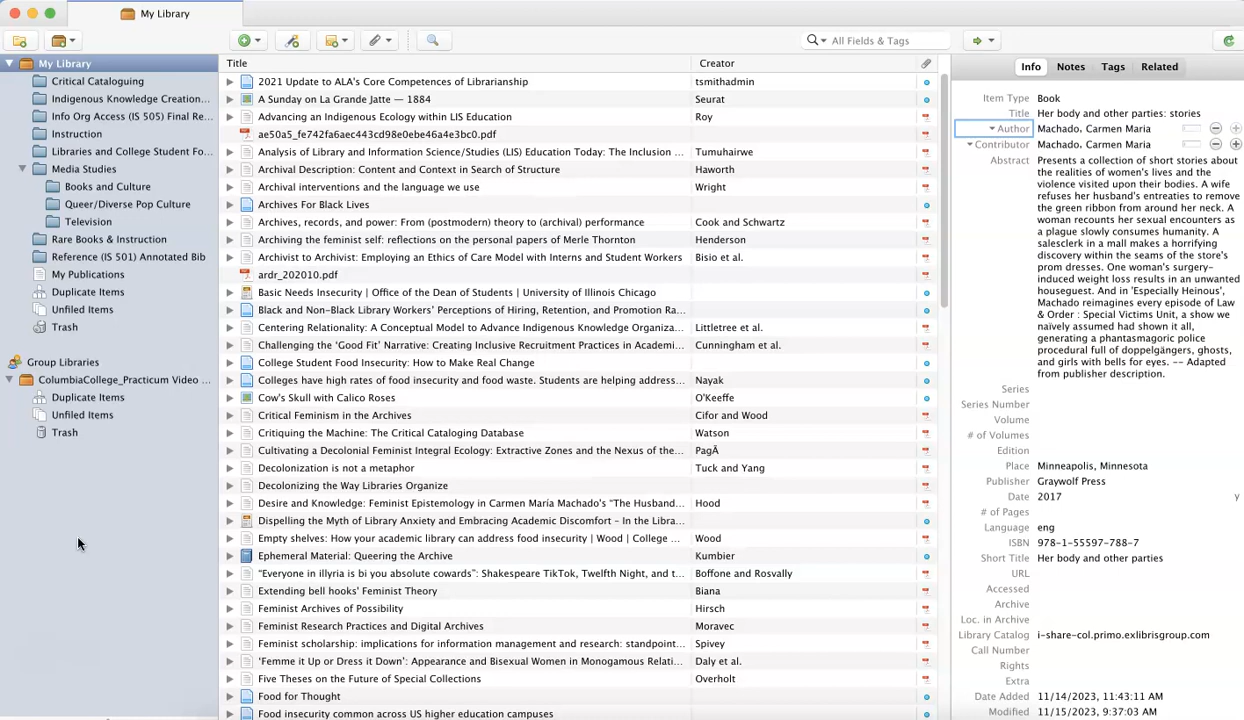 My Library
All Fields & Tags
My Library
Critical Cataloguing
Indigenous Knowledge Creation...
Info Org Access (IS 505) Final Re...
Instruction
Libraries and College Student Fo...
Media Studies
Books and Culture
Queer/Diverse Pop Culture
Television
Rare Books & Instruction
Reference (IS 501) Annotated Bib
My Publications
Duplicate Items
Unfiled Items
Trash
Group Libraries
ColumbiaCollege_Practicum Video ...
Duplicate Items
Unfiled Items
Trash
Title Creator
2021 Update to ALA's Core Competences of Librarianship tsmithadmin
A Sunday on La Grande Jatte — 1884 Seurat
Advancing an Indigenous Ecology within LIS Education Roy
ae50a5_fe742fa6aec443cd98e0ebe46a4e3bc0.pdf
Analysis of Library and Information Science/Studies (LIS) Education Today: The Inclusion ... Tumuhairwe
Archival Description: Content and Context in Search of Structure Haworth
Archival interventions and the language we use Wright
Archives For Black Lives
Archives, records, and power: From (postmodern) theory to (archival) performance Cook and Schwartz
Archiving the feminist self: reflections on the personal papers of Merle Thornton Henderson
Archivist to Archivist: Employing an Ethics of Care Model with Interns and Student Workers Bisio et al.
ardr_202010.pdf
Basic Needs Insecurity | Office of the Dean of Students | University of Illinois Chicago
Black and Non-Black Library Workers' Perceptions of Hiring, Retention, and Promotion Ra...
Centering Relationality: A Conceptual Model to Advance Indigenous Knowledge Organiza... Littletree et al.
Challenging the 'Good Fit' Narrative: Creating Inclusive Recruitment Practices in Academi... Cunningham et al.
College Student Food Insecurity: How to Make Real Change
Colleges have high rates of food insecurity and food waste. Students are helping address... Nayak
Cow's Skull with Calico Roses O'Keeffe
Critical Feminism in the Archives Cifor and Wood
Critiquing the Machine: The Critical Cataloging Database Watson
Cultivating a Decolonial Feminist Integral Ecology: Extractive Zones and the Nexus of the... PagÃ
Decolonization is not a metaphor Tuck and Yang
Decolonizing the Way Libraries Organize
Desire and Knowledge: Feminist Epistemology in Carmen María Machado's "The Husband... Hood
Dispelling the Myth of Library Anxiety and Embracing Academic Discomfort – In the Libra...
Empty shelves: How your academic library can address food insecurity | Wood | College ... Wood
Ephemeral Material: Queering the Archive Kumbier
"Everyone in illyria is bi you absolute cowards": Shakespeare TikTok, Twelfth Night, and t... Boffone and Rosvally
Extending bell hooks' Feminist Theory Biana
Feminist Archives of Possibility Hirsch
Feminist Research Practices and Digital Archives Moravec
Feminist scholarship: implications for information management and research: standpoint... Spivey
'Femme it Up or Dress it Down': Appearance and Bisexual Women in Monogamous Relati... Daly et al.
Five Theses on the Future of Special Collections Overholt
Food for Thought
Food insecurity common across US higher education campuses
Info Notes Tags Related
Item Type Book
Title Her body and other parties: stories
Author Machado, Carmen Maria
Contributor Machado, Carmen Maria
Abstract Presents a collection of short stories about
the realities of women's lives and the
violence visited upon their bodies. A wife
refuses her husband's entreaties to remove
the green ribbon from around her neck. A
woman recounts her sexual encounters as
a plague slowly consumes humanity. A
salesclerk in a mall makes a horrifying
discovery within the seams of the store's
prom dresses. One woman's surgery-
induced weight loss results in an unwanted
houseguest. And in 'Especially Heinous',
Machado reimagines every episode of Law
& Order : Special Victims Unit, a show we
naïvely assumed had shown it all,
generating a phantasmagoric police
procedural full of doppelgängers, ghosts,
and girls with bells for eyes. -- Adapted
from publisher description.
Series
Series Number
Volume
# of Volumes
Edition
Place Minneapolis, Minnesota
Publisher Graywolf Press
Date 2017 y
# of Pages
Language eng
ISBN 978-1-55597-788-7
Short Title Her body and other parties
URL
Accessed
Archive
Loc. in Archive
Library Catalog i-share-col.primo.exlibrisgroup.com
Call Number
Rights
Extra
Date Added 11/14/2023, 11:43:11 AM
Modified 11/15/2023, 9:37:03 AM